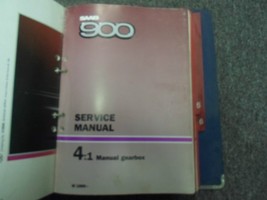 SAAB
900
SERVICE
MANUAL
4:1 Manual gearbox